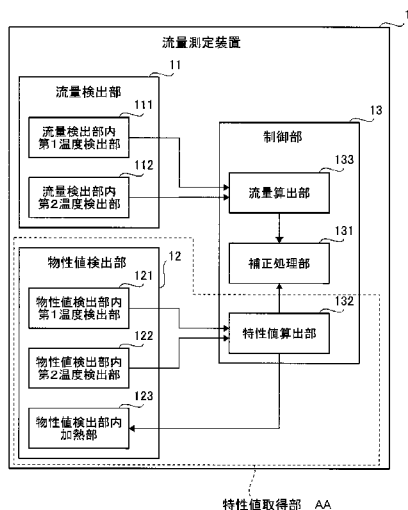 1
流量測定装置
11
流量検出部
111
流量検出部内
第1温度検出部
112
流量検出部内
第2温度検出部
13
制御部
133
流量算出部
131
補正処理部
132
特性値算出部
12
物性値検出部
121
物性値検出部内
第1温度検出部
122
物性値検出部内
第2温度検出部
123
物性値検出部内
加熱部
特性値取得部 AA